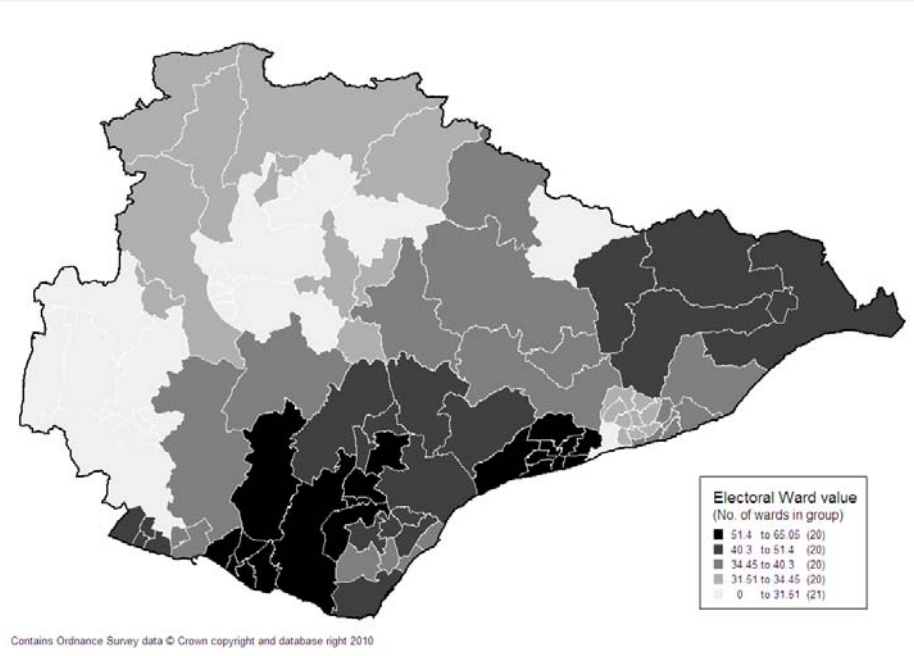 Electoral Ward value
(No. of wards in group)
51.4 to 65.05 (20)
40.3 to 51.4 (20)
34.45 to 40.3 (20)
31.51 to 34.45 (20)
0 to 31.51 (21)
Contains Ordnance Survey data © Crown copyright and database right 2010